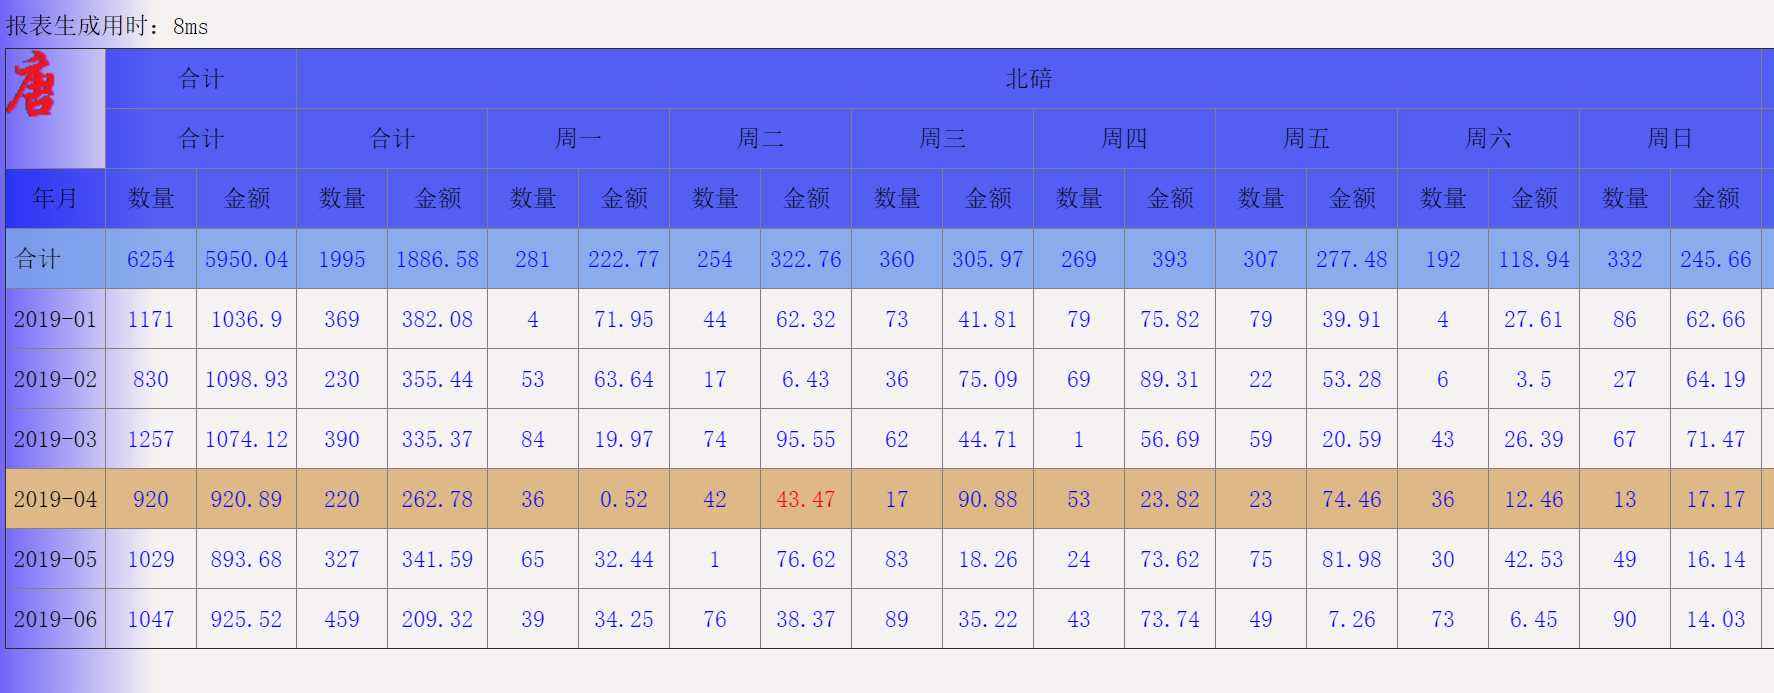 报表生成用时：8ms
唐
合计 北碚
合计 合计 周一 周二 周三 周四 周五 周六 周日
年月 数量 金额 数量 金额 数量 金额 数量 金额 数量 金额 数量 金额 数量 金额 数量 金额 数量 金额
合计 6254 5950.04 1995 1886.58 281 222.77 254 322.76 360 305.97 269 393 307 277.48 192 118.94 332 245.66
2019-01 1171 1036.9 369 382.08 4 71.95 44 62.32 73 41.81 79 75.82 79 39.91 4 27.61 86 62.66
2019-02 830 1098.93 230 355.44 53 63.64 17 6.43 36 75.09 69 89.31 22 53.28 6 3.5 27 64.19
2019-03 1257 1074.12 390 335.37 84 19.97 74 95.55 62 44.71 1 56.69 59 20.59 43 26.39 67 71.47
2019-04 920 920.89 220 262.78 36 0.52 42 43.47 17 90.88 53 23.82 23 74.46 36 12.46 13 17.17
2019-05 1029 893.68 327 341.59 65 32.44 1 76.62 83 18.26 24 73.62 75 81.98 30 42.53 49 16.14
2019-06 1047 925.52 459 209.32 39 34.25 76 38.37 89 35.22 43 73.74 49 7.26 73 6.45 90 14.03